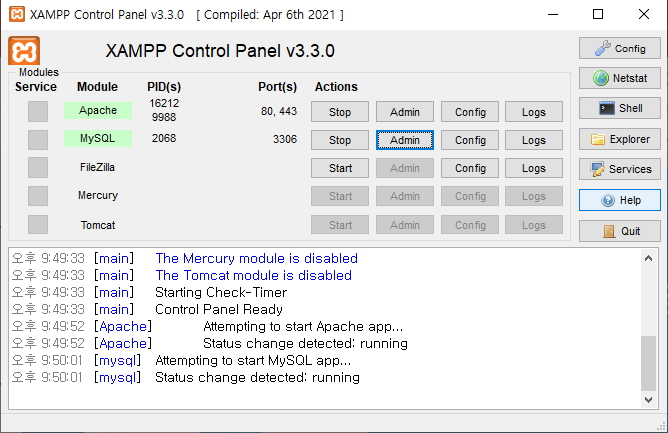 XAMPP Control Panel v3.3.0 [ Compiled: Apr 6th 2021 ]
XAMPP Control Panel v3.3.0
Config
Modules
Service Module PID(s) Port(s) Actions
Netstat
Apache 16212 9988 80, 443 Stop Admin Config Logs
Shell
MySQL 2068 3306 Stop Admin Config Logs
Explorer
FileZilla Start Admin Config Logs
Services
Mercury Start Admin Config Logs
Help
Tomcat Start Admin Config Logs
Quit
오후 9:49:33 [main] The Mercury module is disabled
오후 9:49:33 [main] The Tomcat module is disabled
오후 9:49:33 [main] Starting Check-Timer
오후 9:49:33 [main] Control Panel Ready
오후 9:49:52 [Apache] Attempting to start Apache app...
오후 9:49:52 [Apache] Status change detected: running
오후 9:50:01 [mysql] Attempting to start MySQL app...
오후 9:50:01 [mysql] Status change detected: running